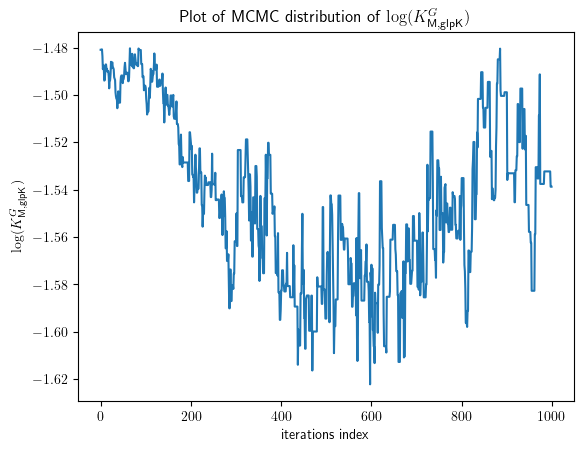 Plot of MCMC distribution of log(K^G_{M,glpK})
log(K^G_{M,glpK})
−1.48
−1.50
−1.52
−1.54
−1.56
−1.58
−1.60
−1.62
0 200 400 600 800 1000
iterations index